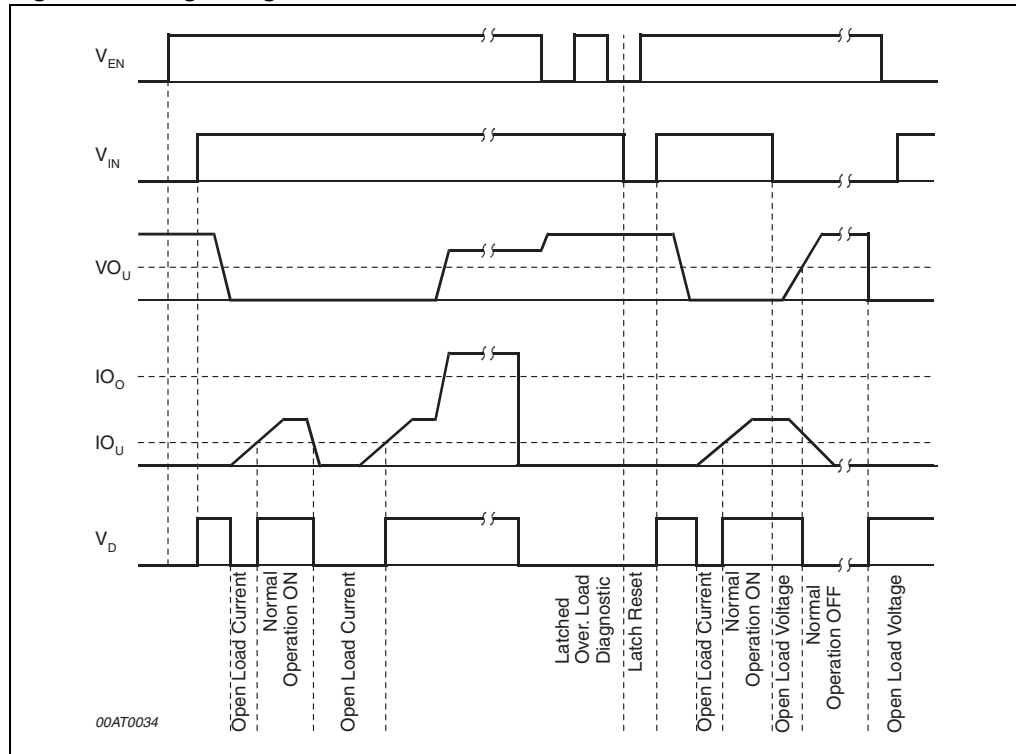 V_EN
V_IN
VO_U
IO_O
IO_U
V_D
Open Load Current
Normal
Operation ON
Open Load Current
Latched
Over. Load
Diagnostic
Latch Reset
Open Load Current
Normal
Operation ON
Open Load Voltage
Normal
Operation OFF
Open Load Voltage
00AT0034